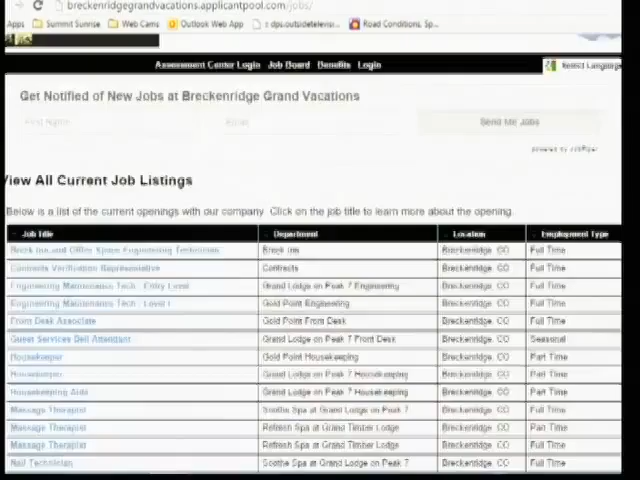 breckenridgegrandvacations.applicantpool.com/jobs/
Apps Summit Sunrise Web Cams Outlook Web App Road Conditions, Sp...
Assessment Center Login Job Board Benefits Login
Select Language
Get Notified of New Jobs at Breckenridge Grand Vacations
First Name Email Send Me Jobs
powered by
View All Current Job Listings
Below is a list of the current openings with our company. Click on the job title to learn more about the opening.
Job Title Department Location Employment Type
Breck Inn and Office Space Engineering Technician Breck Inn Breckenridge, CO Full Time
Contracts Verification Representative Contracts Breckenridge, CO Full Time
Engineering Maintenance Tech - Entry Level Grand Lodge on Peak 7 Engineering Breckenridge, CO Full Time
Engineering Maintenance Tech - Level I Gold Point Engineering Breckenridge, CO Full Time
Front Desk Associate Gold Point Front Desk Breckenridge, CO Full Time
Guest Services Bell Attendant Grand Lodge on Peak 7 Front Desk Breckenridge, CO Seasonal
Housekeeper Gold Point Housekeeping Breckenridge, CO Part Time
Housekeeper Grand Lodge on Peak 7 Housekeeping Breckenridge, CO Part Time
Housekeeping Aide Grand Lodge on Peak 7 Housekeeping Breckenridge, CO Part Time
Massage Therapist Soothe Spa at Grand Lodge on Peak 7 Breckenridge, CO Full Time
Massage Therapist Refresh Spa at Grand Timber Lodge Breckenridge, CO Part Time
Massage Therapist Refresh Spa at Grand Timber Lodge Breckenridge, CO Full Time
Nail Technician Soothe Spa at Grand Lodge on Peak 7 Breckenridge, CO Full Time